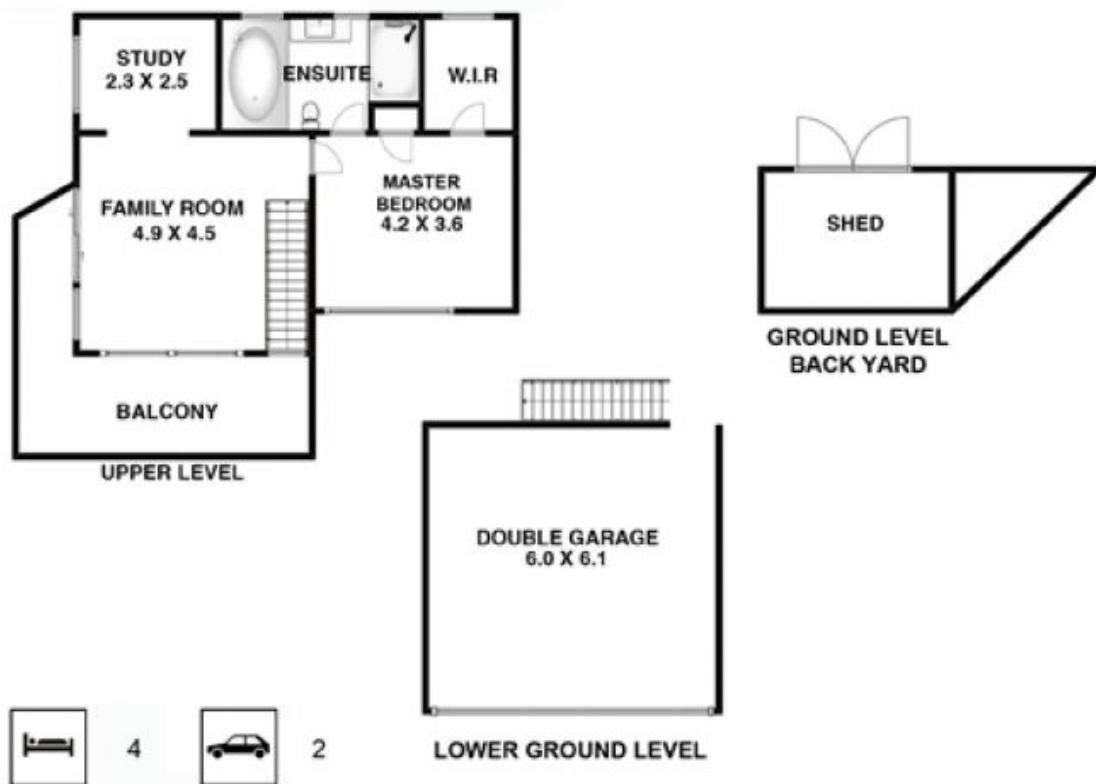 STUDY
2.3 X 2.5
ENSUITE
W.I.R
FAMILY ROOM
4.9 X 4.5
MASTER
BEDROOM
4.2 X 3.6
BALCONY
UPPER LEVEL
SHED
GROUND LEVEL
BACK YARD
DOUBLE GARAGE
6.0 X 6.1
LOWER GROUND LEVEL
4
2